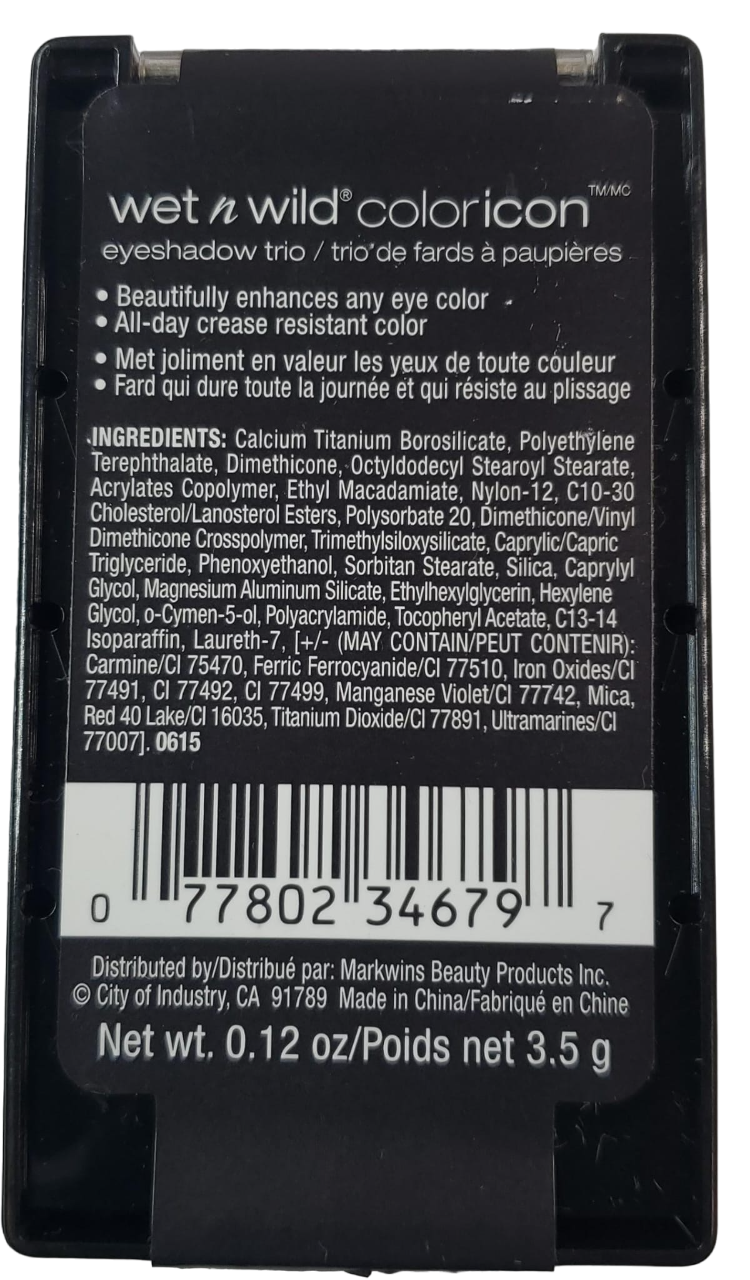 wet n wild® coloricon TM/MC
eyeshadow trio / trio de fards à paupières
• Beautifully enhances any eye color
• All-day crease resistant color
• Met joliment en valeur les yeux de toute couleur
• Fard qui dure toute la journée et qui résiste au plissage
INGREDIENTS: Calcium Titanium Borosilicate, Polyethylene
Terephthalate, Dimethicone, Octyldodecyl Stearoyl Stearate,
Acrylates Copolymer, Ethyl Macadamiate, Nylon-12, C10-30
Cholesterol/Lanosterol Esters, Polysorbate 20, Dimethicone/Vinyl
Dimethicone Crosspolymer, Trimethylsiloxysilicate, Caprylic/Capric
Triglyceride, Phenoxyethanol, Sorbitan Stearate, Silica, Caprylyl
Glycol, Magnesium Aluminum Silicate, Ethylhexylglycerin, Hexylene
Glycol, o-Cymen-5-ol, Polyacrylamide, Tocopheryl Acetate, C13-14
Isoparaffin, Laureth-7, [+/- (MAY CONTAIN/PEUT CONTENIR):
Carmine/CI 75470, Ferric Ferrocyanide/CI 77510, Iron Oxides/CI
77491, CI 77492, CI 77499, Manganese Violet/CI 77742, Mica,
Red 40 Lake/CI 16035, Titanium Dioxide/CI 77891, Ultramarines/CI
77007]. 0615
0 77802 34679 7
Distributed by/Distribué par: Markwins Beauty Products Inc.
© City of Industry, CA 91789 Made in China/Fabriqué en Chine
Net wt. 0.12 oz/Poids net 3.5 g